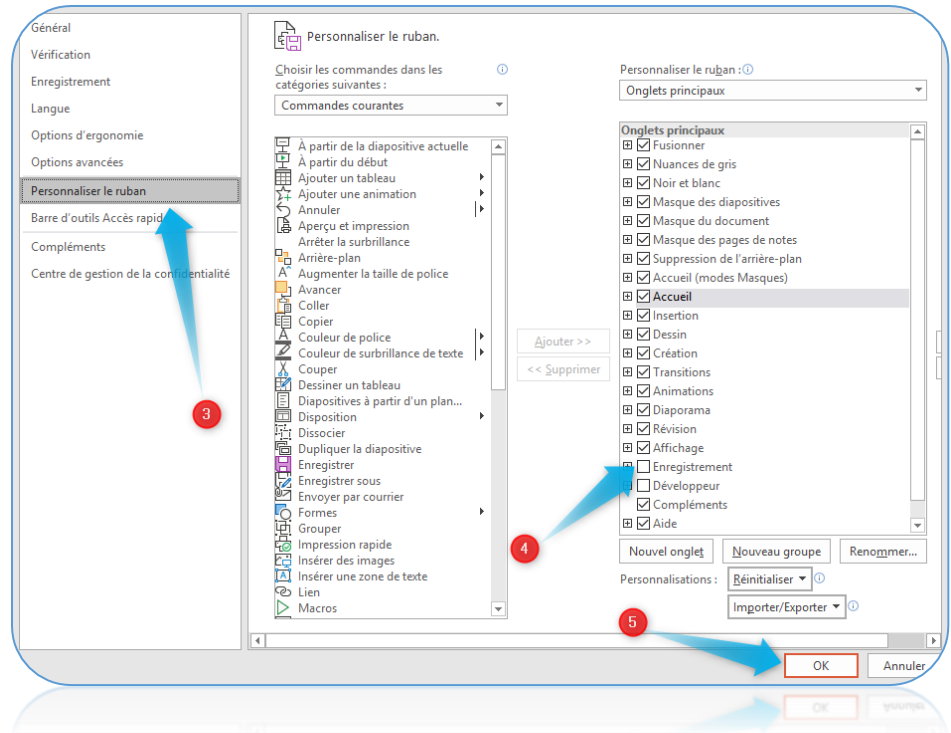 Général
Vérification
Enregistrement
Langue
Options d'ergonomie
Options avancées
Personnaliser le ruban
Barre d'outils Accès rapide
Compléments
Centre de gestion de la confidentialité
3
Personnaliser le ruban.
Choisir les commandes dans les
catégories suivantes :
Commandes courantes
À partir de la diapositive actuelle
À partir du début
Ajouter un tableau
Ajouter une animation
Annuler
Aperçu et impression
Arrêter la surbrillance
Arrière-plan
Augmenter la taille de police
Avancer
Coller
Copier
Couleur de police
Couleur de surbrillance de texte
Couper
Dessiner un tableau
Diapositives à partir d'un plan...
Disposition
Dissocier
Dupliquer la diapositive
Enregistrer
Enregistrer sous
Envoyer par courrier
Formes
Grouper
Impression rapide
Insérer des images
Insérer une zone de texte
Lien
Macros
Ajouter >>
<< Supprimer
Personnaliser le ruban :
Onglets principaux
Onglets principaux
Fusionner
Nuances de gris
Noir et blanc
Masque des diapositives
Masque du document
Masque des pages de notes
Suppression de l'arrière-plan
Accueil (modes Masques)
Accueil
Insertion
Dessin
Création
Transitions
Animations
Diaporama
Révision
Affichage
Enregistrement
Développeur
Compléments
Aide
4
Nouvel onglet Nouveau groupe Renommer...
Personnalisations : Réinitialiser
Importer/Exporter
5
OK Annuler